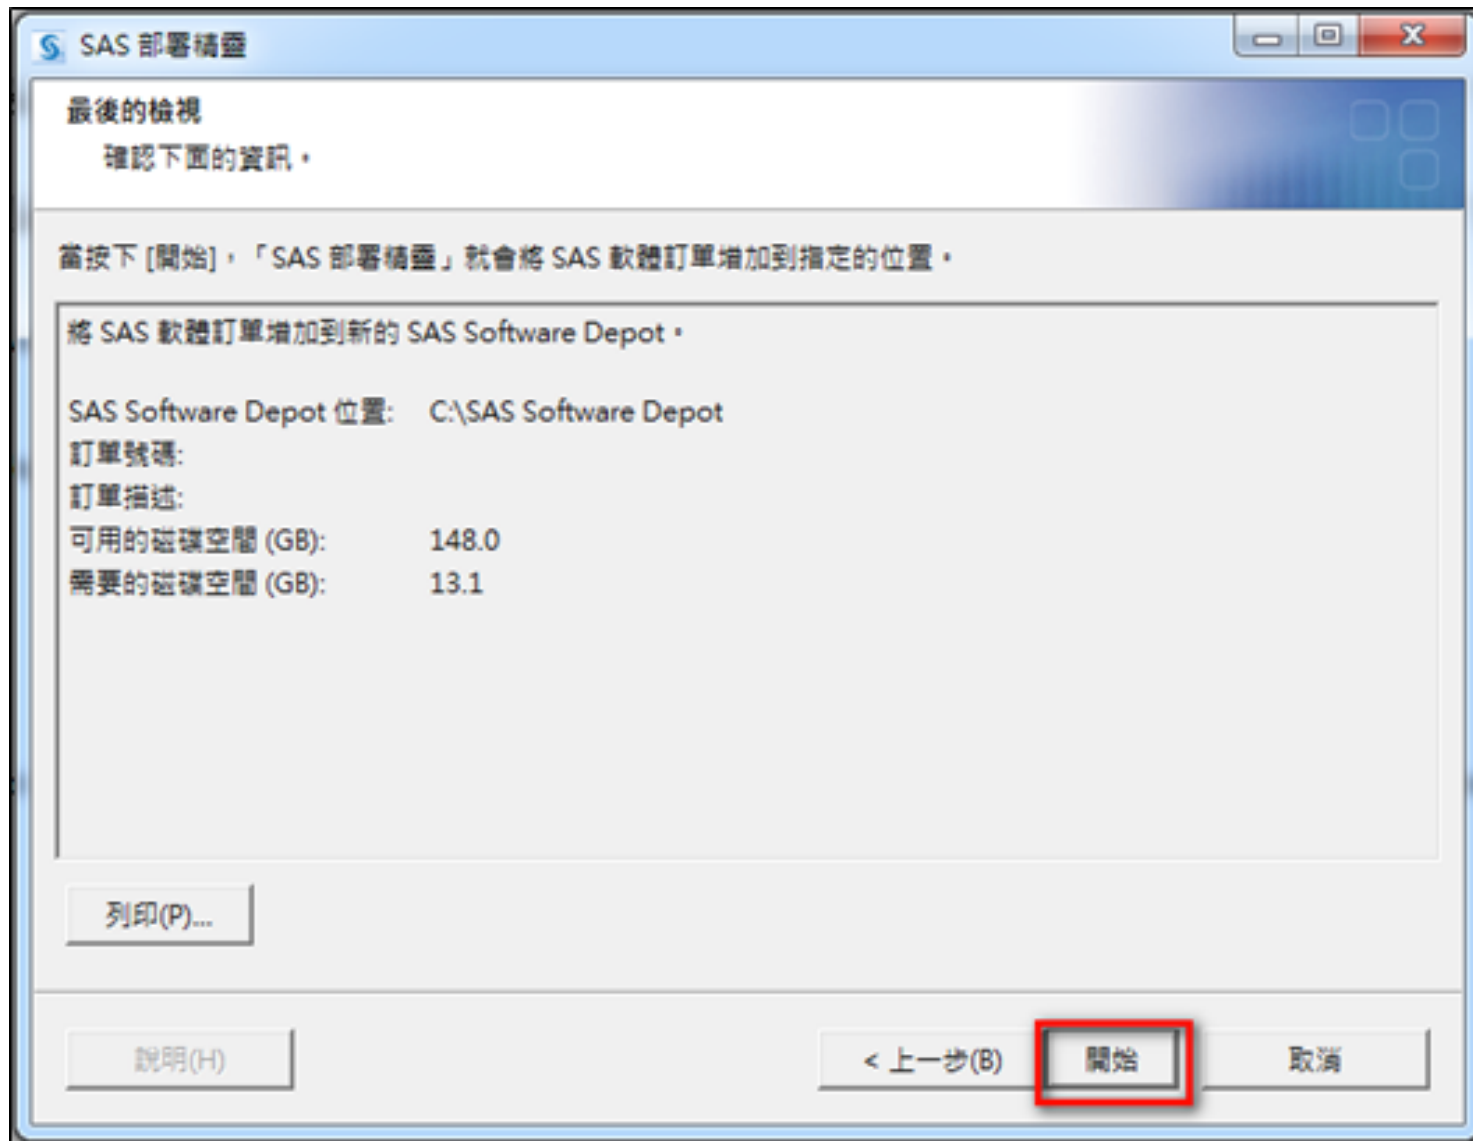 SAS 部署精靈
最後的檢視
確認下面的資訊。
當按下 [開始]，「SAS 部署精靈」就會將 SAS 軟體訂單增加到指定的位置。
將 SAS 軟體訂單增加到新的 SAS Software Depot。
SAS Software Depot 位置: C:\SAS Software Depot
訂單號碼:
訂單描述:
可用的磁碟空間 (GB): 148.0
需要的磁碟空間 (GB): 13.1
列印(P)...
說明(H)
< 上一步(B) 開始 取消